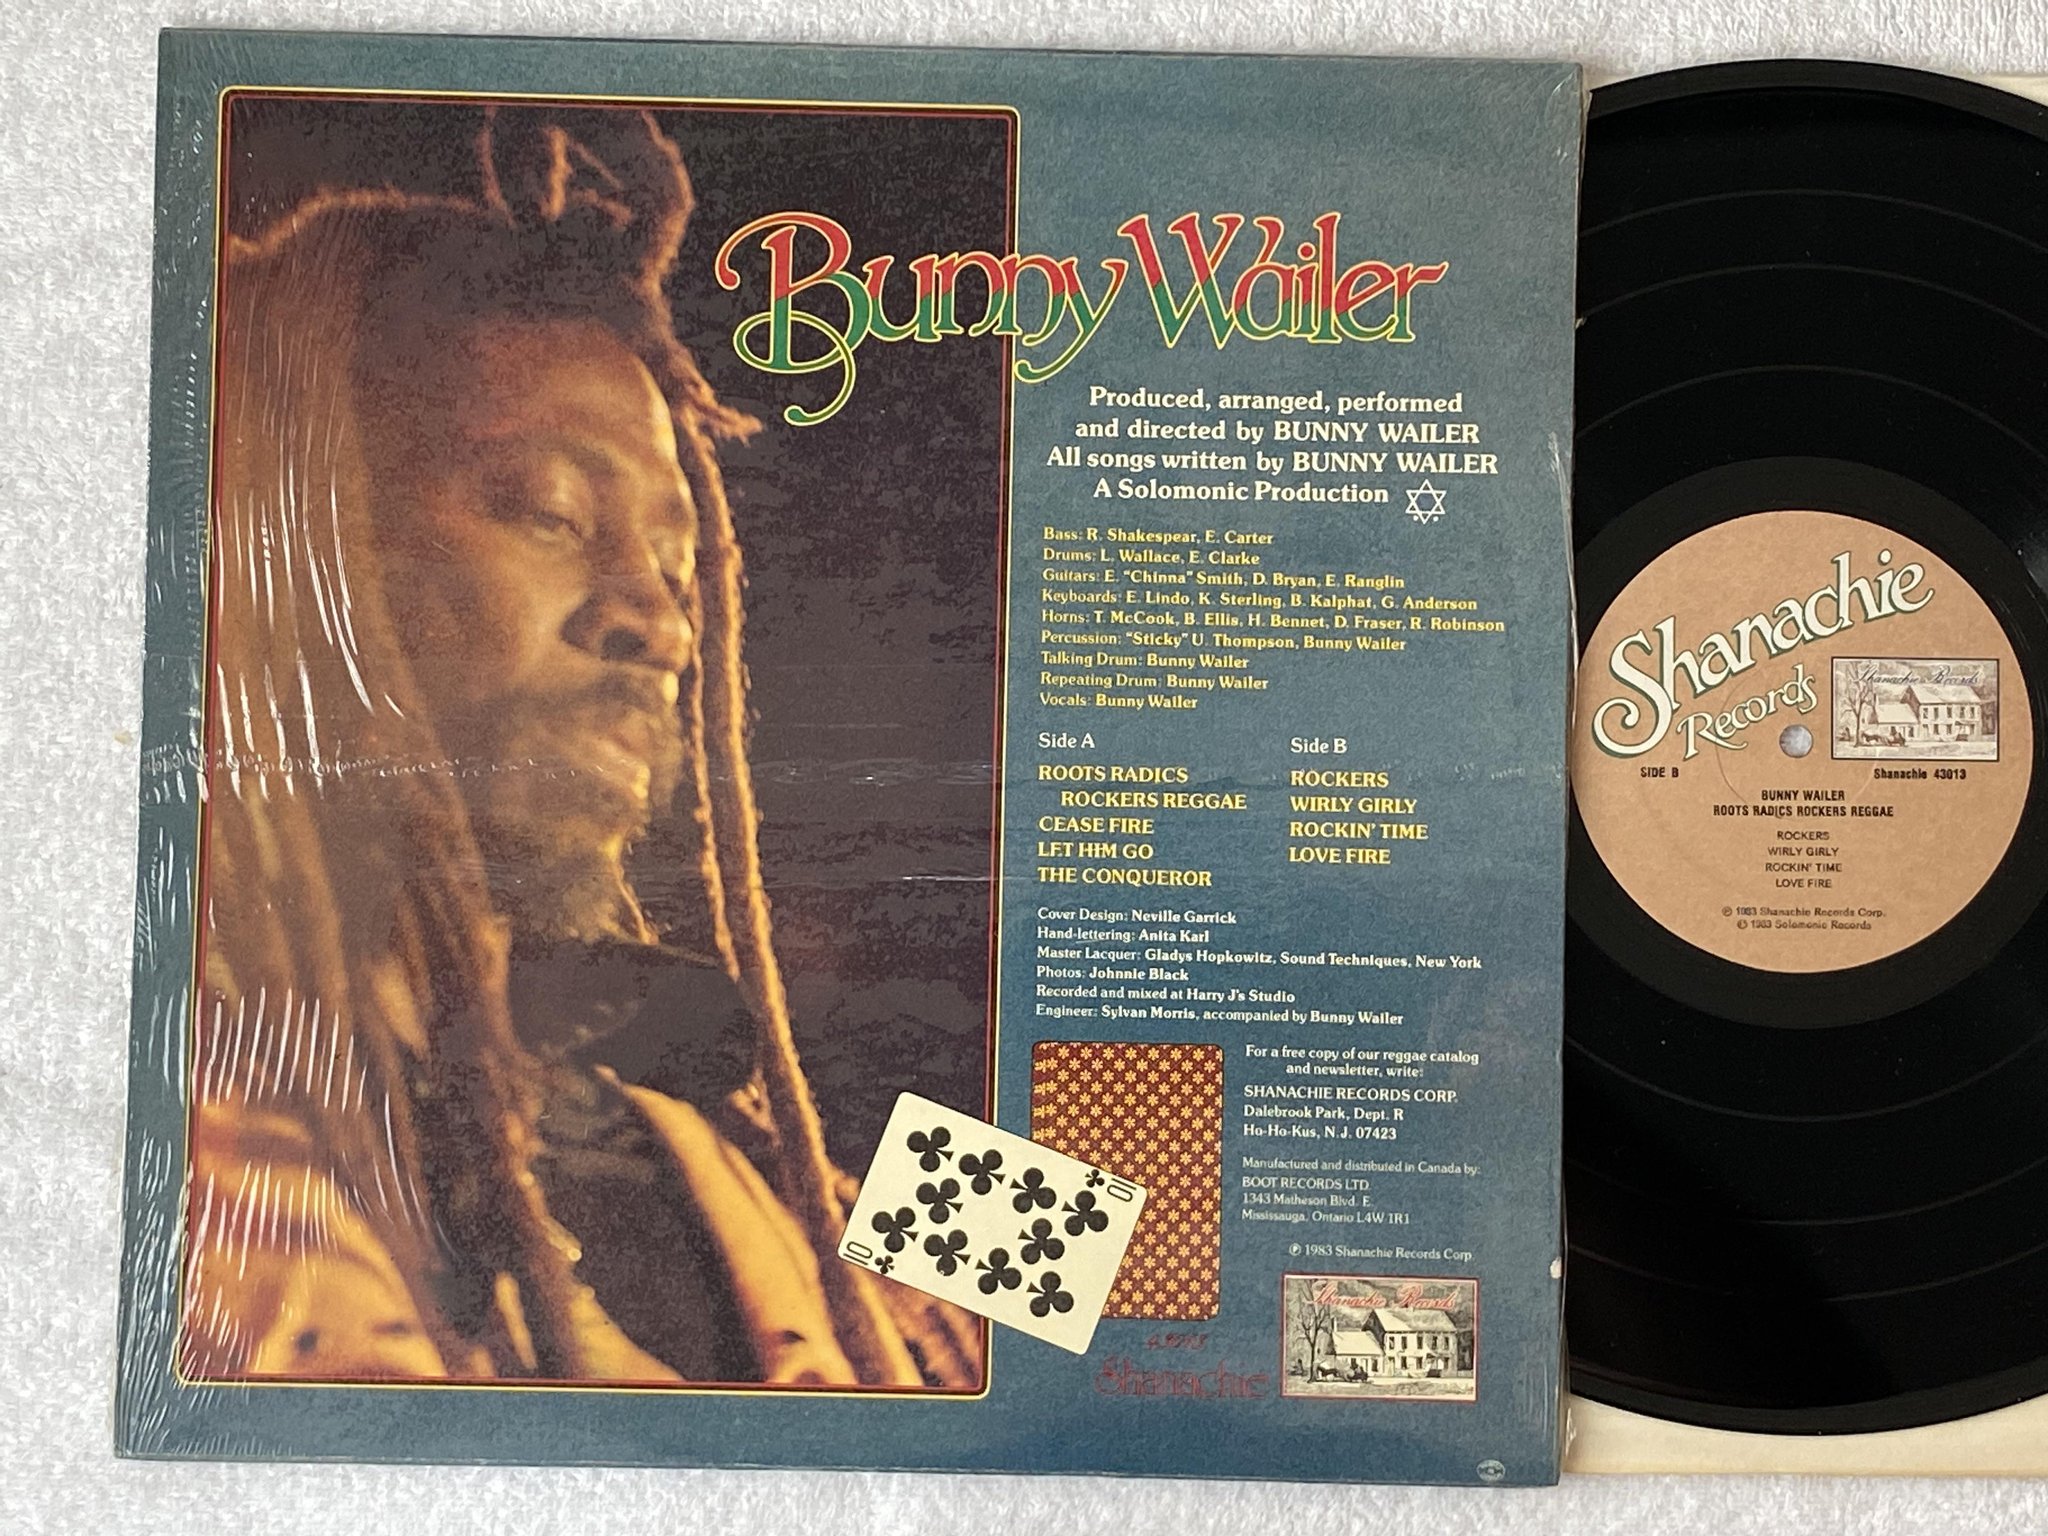 Bunny Wailer
Produced, arranged, performed
and directed by BUNNY WAILER
All songs written by BUNNY WAILER
A Solomonic Production
Bass: R. Shakespear, E. Carter
Drums: L. Wallace, E. Clarke
Guitars: E. "Chinna" Smith, D. Bryan, E. Ranglin
Keyboards: E. Lindo, K. Sterling, B. Kalphat, G. Anderson
Horns: T. McCook, B. Ellis, H. Bennet, D. Fraser, R. Robinson
Percussion: "Sticky" U. Thompson, Bunny Wailer
Talking Drum: Bunny Wailer
Repeating Drum: Bunny Wailer
Vocals: Bunny Wailer
Side A
ROOTS RADICS
ROCKERS REGGAE
CEASE FIRE
LET HIM GO
THE CONQUEROR
Side B
ROCKERS
WIRLY GIRLY
ROCKIN' TIME
LOVE FIRE
Cover Design: Neville Garrick
Hand-lettering: Anita Karl
Master Lacquer: Gladys Hopkowitz, Sound Techniques, New York
Photos: Johnnie Black
Recorded and mixed at Harry J's Studio
Engineer: Sylvan Morris, accompanied by Bunny Wailer
For a free copy of our reggae catalog
and newsletter, write:
SHANACHIE RECORDS CORP.
Dalebrook Park, Dept. R
Ho-Ho-Kus, N.J. 07423
Manufactured and distributed in Canada by:
BOOT RECORDS LTD.
1343 Matheson Blvd. E.
Mississauga, Ontario L4W 1R1
℗ 1983 Shanachie Records Corp.
Shanachie Records
10
10
43013
Shanachie
Shanachie
Records
Shanachie Records
SIDE B
Shanachie 43013
BUNNY WAILER
ROOTS RADICS ROCKERS REGGAE
ROCKERS
WIRLY GIRLY
ROCKIN' TIME
LOVE FIRE
℗ 1983 Shanachie Records Corp.
© 1983 Solomonic Records